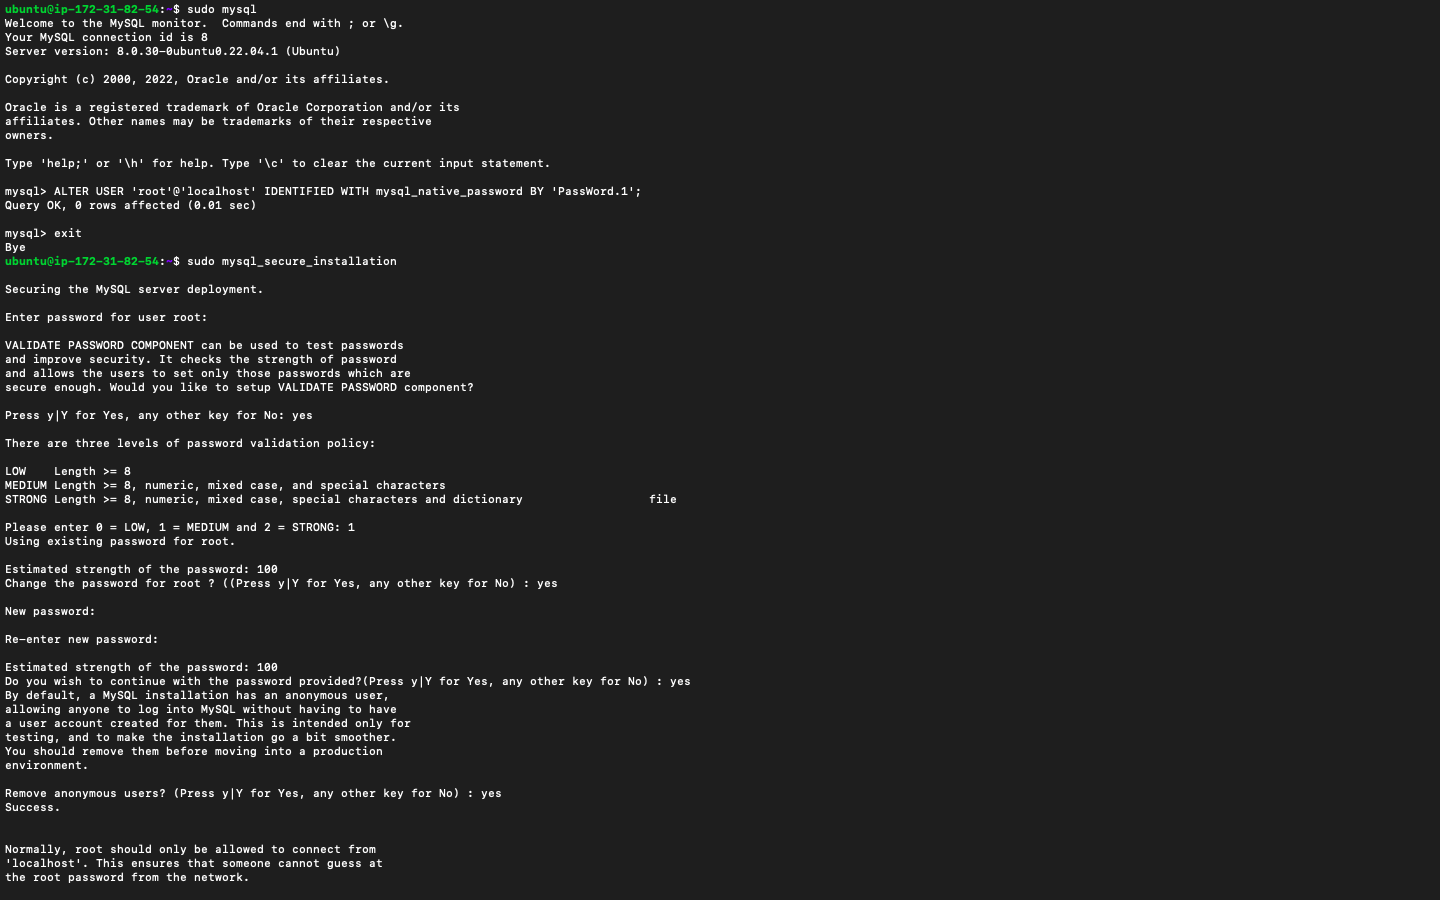 ubuntu@ip-172-31-82-54:~$ sudo mysql
Welcome to the MySQL monitor.  Commands end with ; or \g.
Your MySQL connection id is 8
Server version: 8.0.30-0ubuntu0.22.04.1 (Ubuntu)
Copyright (c) 2000, 2022, Oracle and/or its affiliates.
Oracle is a registered trademark of Oracle Corporation and/or its
affiliates. Other names may be trademarks of their respective
owners.
Type 'help;' or '\h' for help. Type '\c' to clear the current input statement.
mysql> ALTER USER 'root'@'localhost' IDENTIFIED WITH mysql_native_password BY 'PassWord.1';
Query OK, 0 rows affected (0.01 sec)
mysql> exit
Bye
ubuntu@ip-172-31-82-54:~$ sudo mysql_secure_installation
Securing the MySQL server deployment.
Enter password for user root:
VALIDATE PASSWORD COMPONENT can be used to test passwords
and improve security. It checks the strength of password
and allows the users to set only those passwords which are
secure enough. Would you like to setup VALIDATE PASSWORD component?
Press y|Y for Yes, any other key for No: yes
There are three levels of password validation policy:
LOW    Length >= 8
MEDIUM Length >= 8, numeric, mixed case, and special characters
STRONG Length >= 8, numeric, mixed case, special characters and dictionary                  file
Please enter 0 = LOW, 1 = MEDIUM and 2 = STRONG: 1
Using existing password for root.
Estimated strength of the password: 100
Change the password for root ? ((Press y|Y for Yes, any other key for No) : yes
New password:
Re-enter new password:
Estimated strength of the password: 100
Do you wish to continue with the password provided?(Press y|Y for Yes, any other key for No) : yes
By default, a MySQL installation has an anonymous user,
allowing anyone to log into MySQL without having to have
a user account created for them. This is intended only for
testing, and to make the installation go a bit smoother.
You should remove them before moving into a production
environment.
Remove anonymous users? (Press y|Y for Yes, any other key for No) : yes
Success.
Normally, root should only be allowed to connect from
'localhost'. This ensures that someone cannot guess at
the root password from the network.